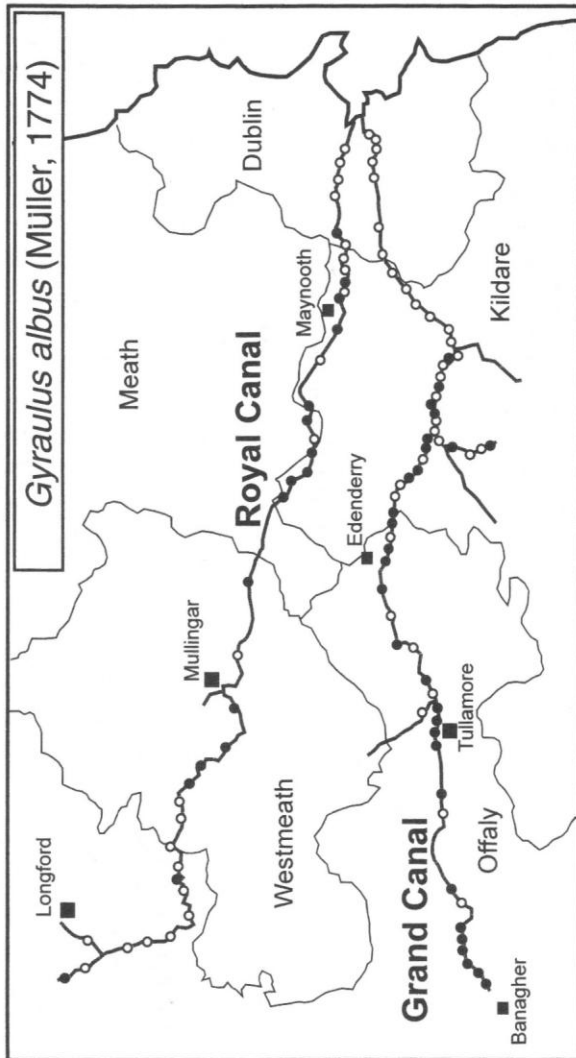 Gyraulus albus (Müller, 1774)
Longford
Mullingar
Meath
Dublin
Royal Canal
Maynooth
Westmeath
Edenderry
Kildare
Grand Canal
Tullamore
Offaly
Banagher